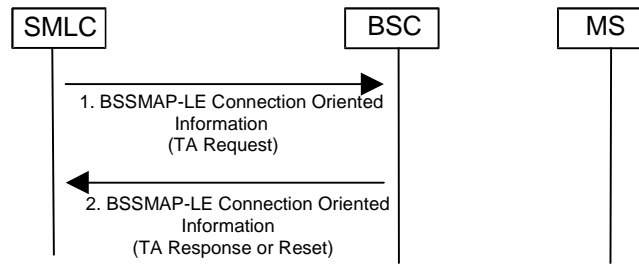 SMLC
BSC
MS
1. BSSMAP-LE Connection Oriented
Information
(TA Request)
2. BSSMAP-LE Connection Oriented
Information
(TA Response or Reset)